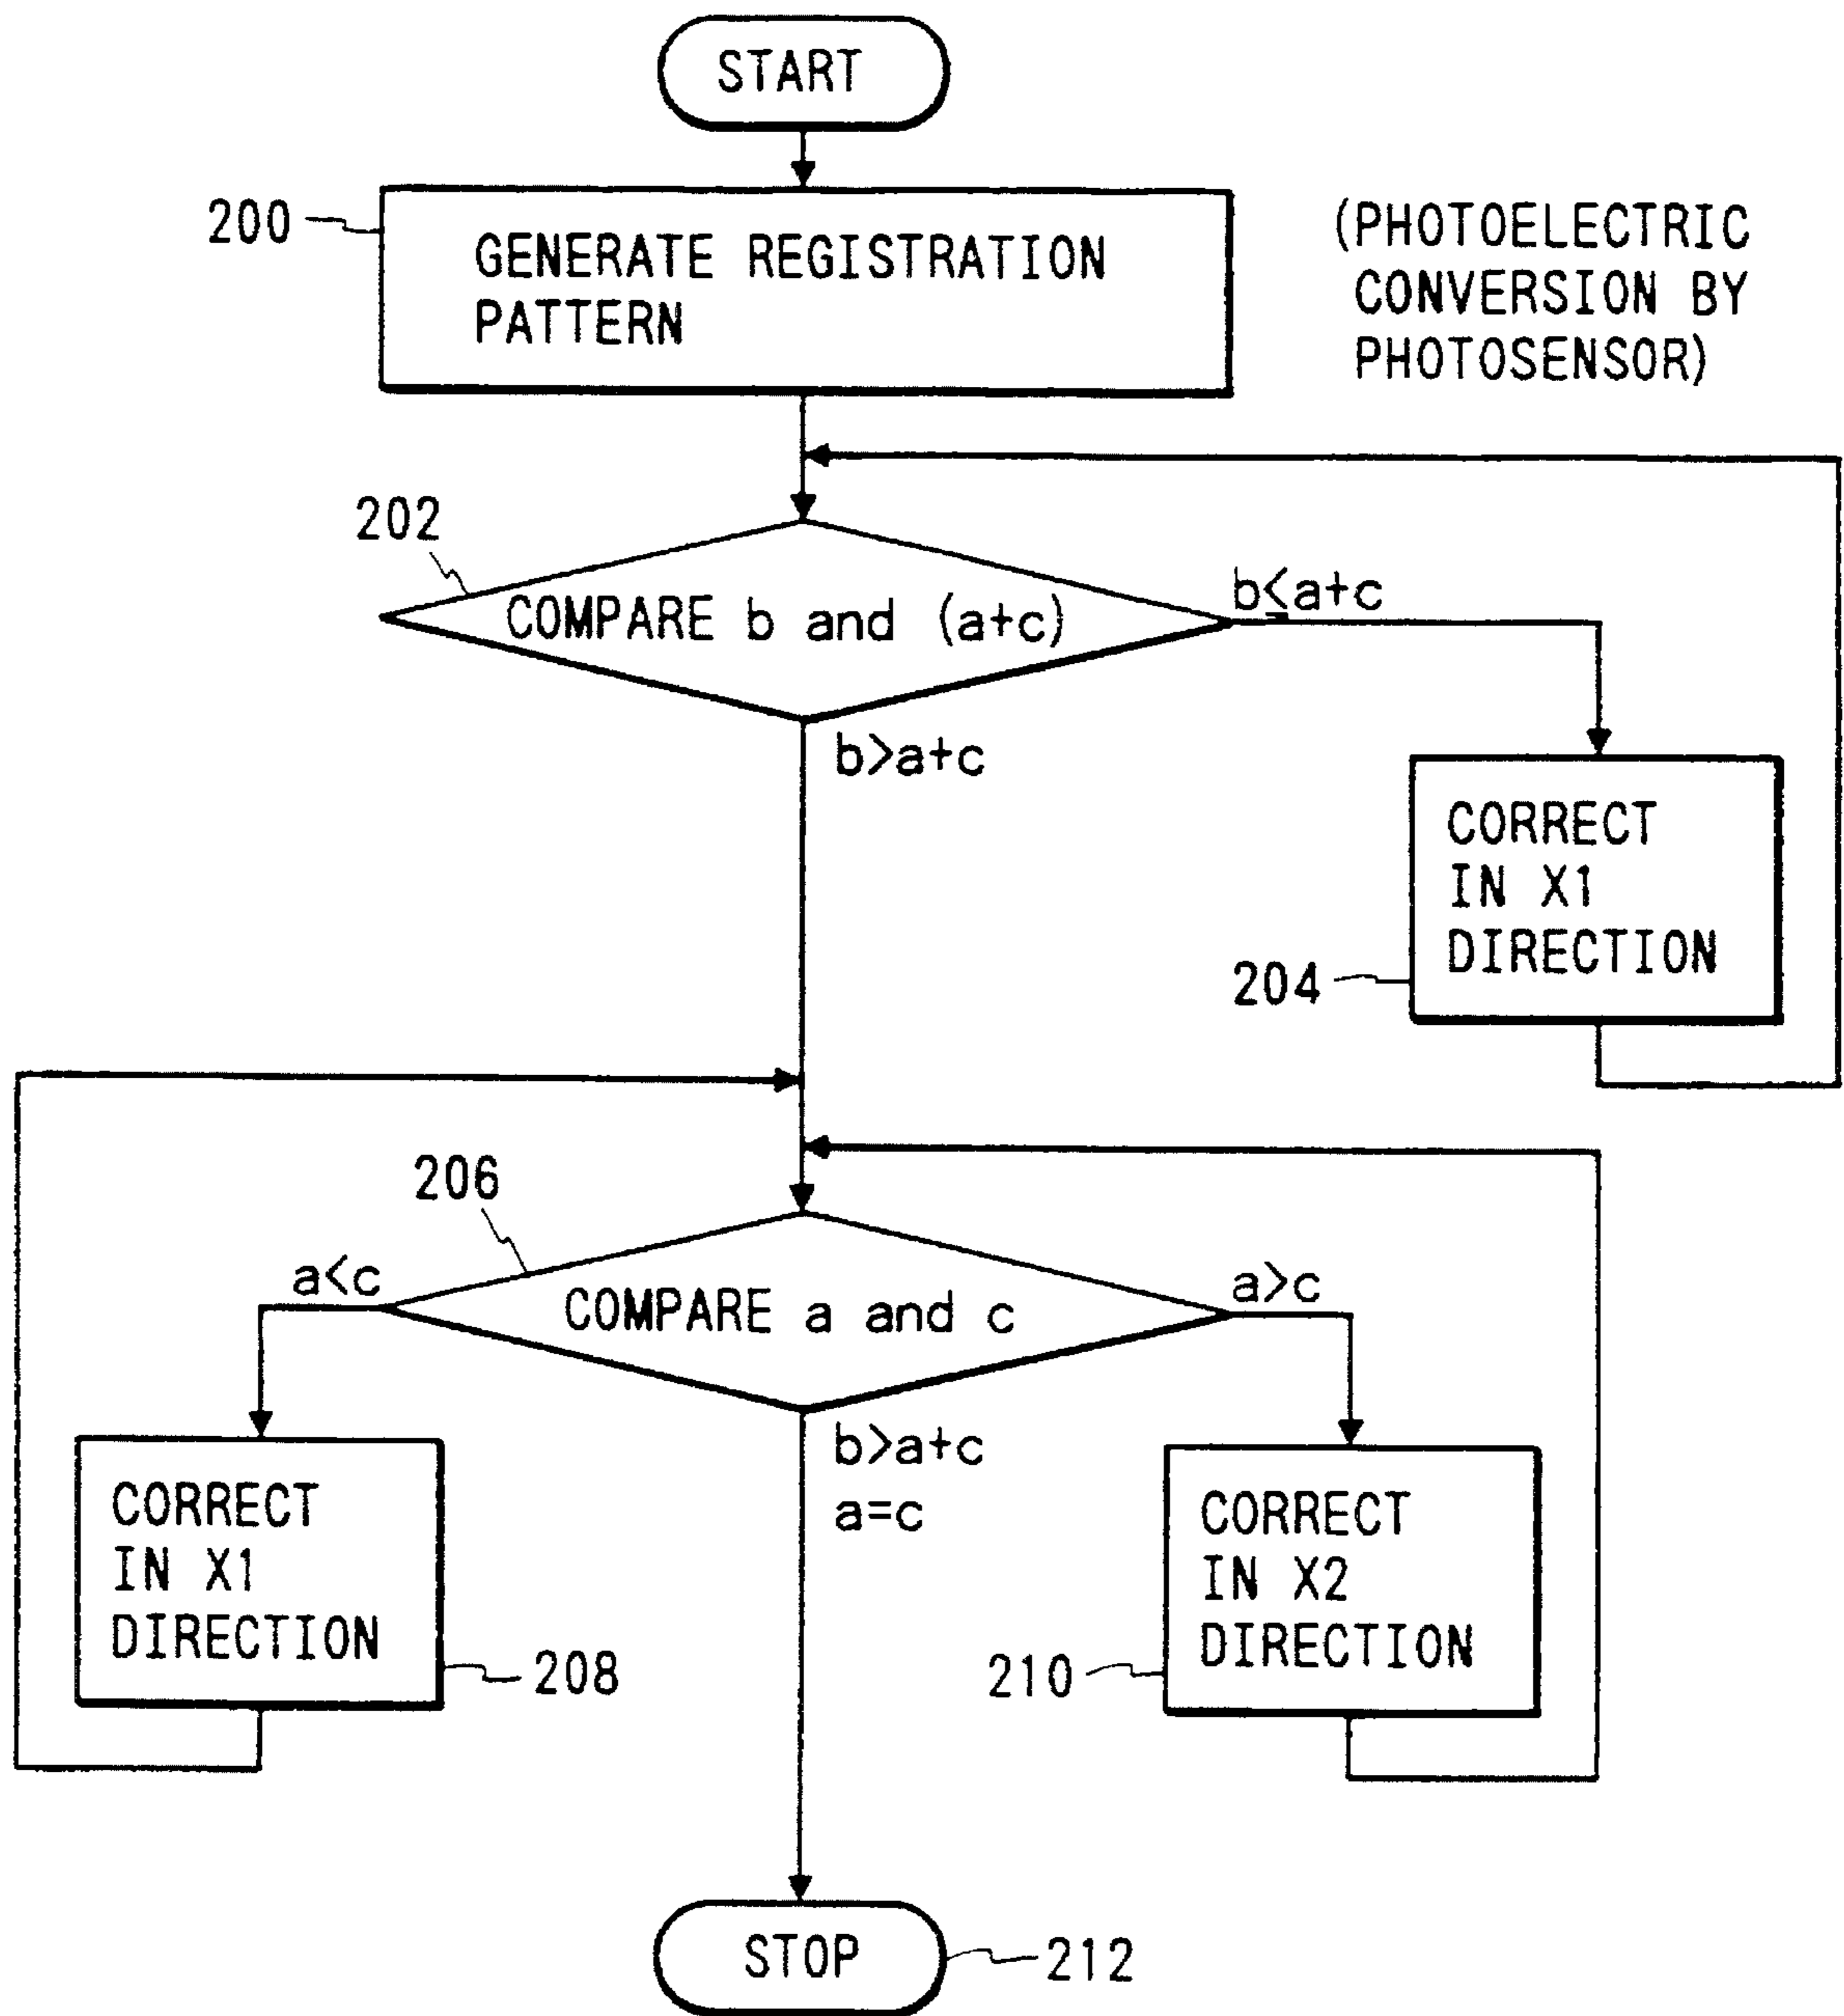 START
200
GENERATE REGISTRATION
PATTERN
(PHOTOELECTRIC
CONVERSION BY
PHOTOSENSOR)
202
COMPARE b and (a+c)
b≤a+c
b>a+c
CORRECT
IN X1
DIRECTION
204
206
a<c
COMPARE a and c
a>c
b>a+c
a=c
CORRECT
IN X1
DIRECTION
208
CORRECT
IN X2
DIRECTION
210
STOP
212